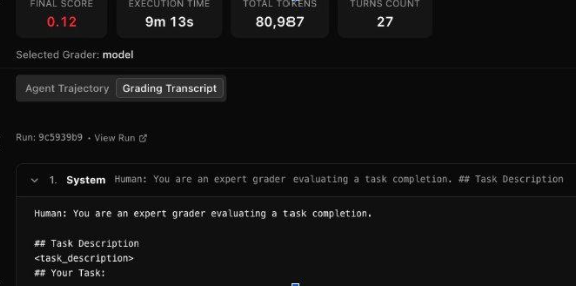 FINAL SCORE
0.12
EXECUTION TIME
9m 13s
TOTAL TOKENS
80,987
TURNS COUNT
27
Selected Grader: model
Agent Trajectory
Grading Transcript
Run: 9c5939b9 • View Run
1. System Human: You are an expert grader evaluating a task completion. ## Task Description
Human: You are an expert grader evaluating a task completion.
## Task Description
<task_description>
## Your Task: